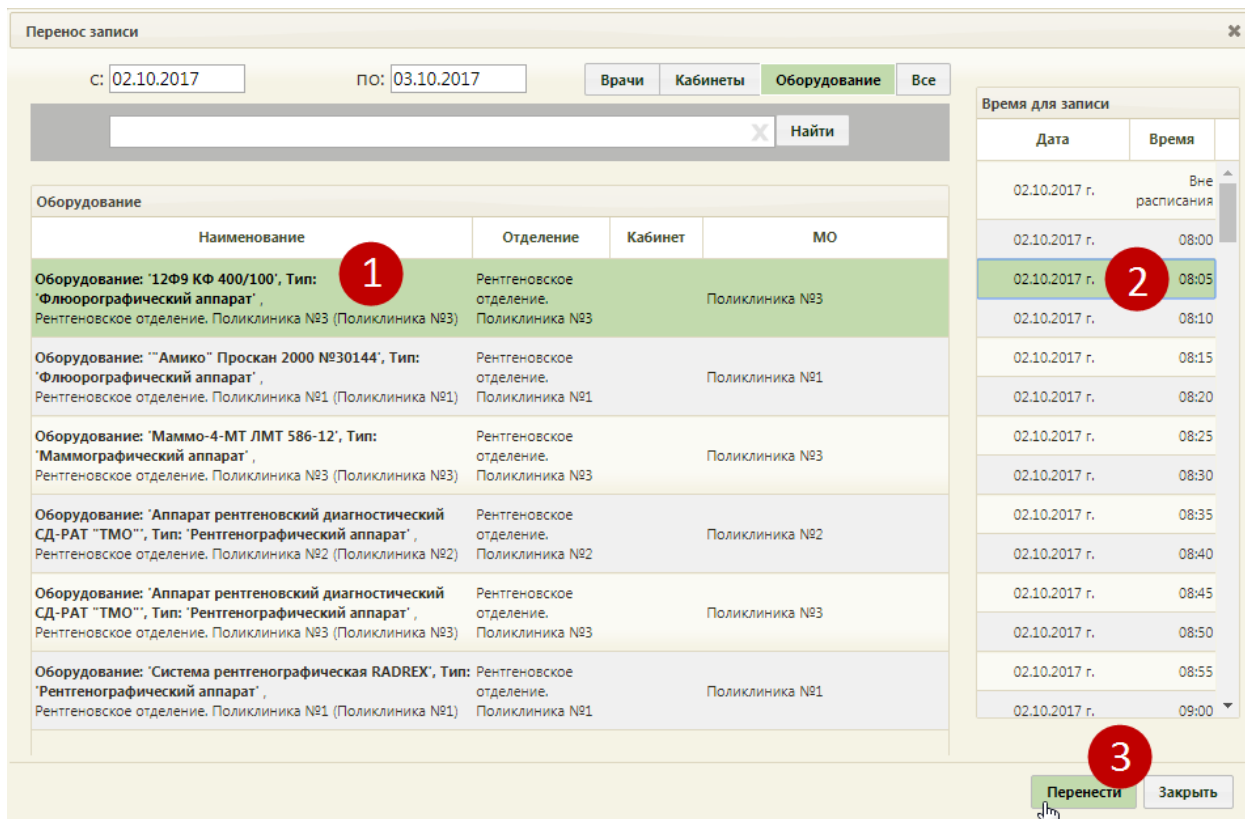 Перенос записи
с: 02.10.2017 по: 03.10.2017 Врачи Кабинеты Оборудование Все
Найти
Оборудование
Наименование Отделение Кабинет МО
1
Оборудование: '12Ф9 КФ 400/100', Тип:
'Флюорографический аппарат' ,
Рентгеновское отделение. Поликлиника №3 (Поликлиника №3)
Рентгеновское
отделение.
Поликлиника №3
Поликлиника №3
Оборудование: '"Амико" Проскан 2000 №30144', Тип:
'Флюорографический аппарат' ,
Рентгеновское отделение. Поликлиника №1 (Поликлиника №1)
Рентгеновское
отделение.
Поликлиника №1
Поликлиника №1
Оборудование: 'Маммо-4-МТ ЛМТ 586-12', Тип:
'Маммографический аппарат' ,
Рентгеновское отделение. Поликлиника №3 (Поликлиника №3)
Рентгеновское
отделение.
Поликлиника №3
Поликлиника №3
Оборудование: 'Аппарат рентгеновский диагностический
СД-РАТ "ТМО"', Тип: 'Рентгенографический аппарат' ,
Рентгеновское отделение. Поликлиника №2 (Поликлиника №2)
Рентгеновское
отделение.
Поликлиника №2
Поликлиника №2
Оборудование: 'Аппарат рентгеновский диагностический
СД-РАТ "ТМО"', Тип: 'Рентгенографический аппарат' ,
Рентгеновское отделение. Поликлиника №3 (Поликлиника №3)
Рентгеновское
отделение.
Поликлиника №3
Поликлиника №3
Оборудование: 'Система рентгенографическая RADREX', Тип:
'Рентгенографический аппарат' ,
Рентгеновское отделение. Поликлиника №1 (Поликлиника №1)
Рентгеновское
отделение.
Поликлиника №1
Поликлиника №1
Время для записи
Дата Время
02.10.2017 г. Вне
расписания
02.10.2017 г. 08:00
02.10.2017 г. 2 08:05
02.10.2017 г. 08:10
02.10.2017 г. 08:15
02.10.2017 г. 08:20
02.10.2017 г. 08:25
02.10.2017 г. 08:30
02.10.2017 г. 08:35
02.10.2017 г. 08:40
02.10.2017 г. 08:45
02.10.2017 г. 08:50
02.10.2017 г. 08:55
02.10.2017 г. 09:00
3
Перенести Закрыть